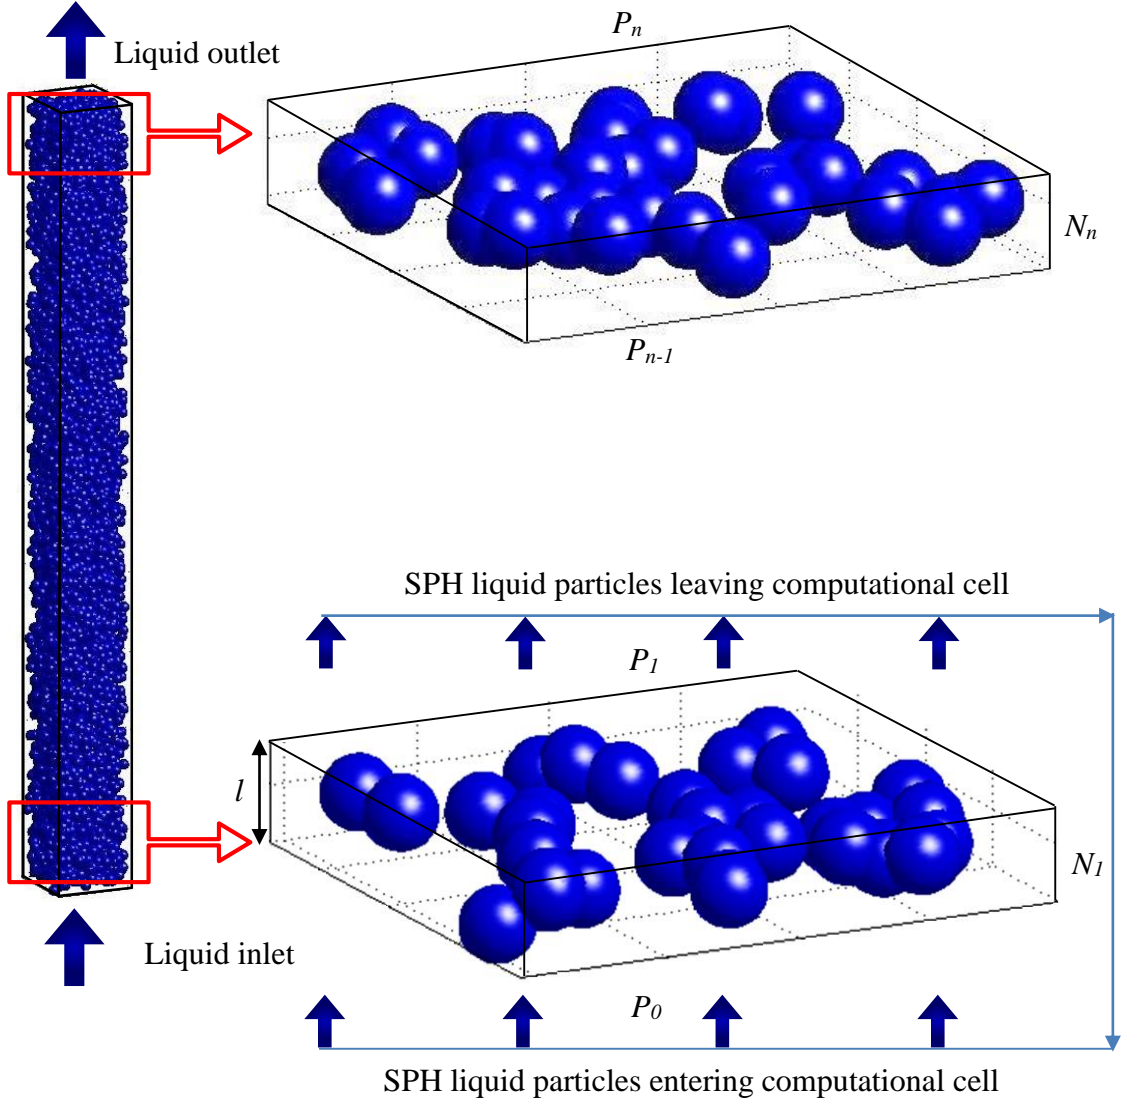 Liquid outlet
Pn
Nn
Pn-1
SPH liquid particles leaving computational cell
P1
l
N1
Liquid inlet
P0
SPH liquid particles entering computational cell